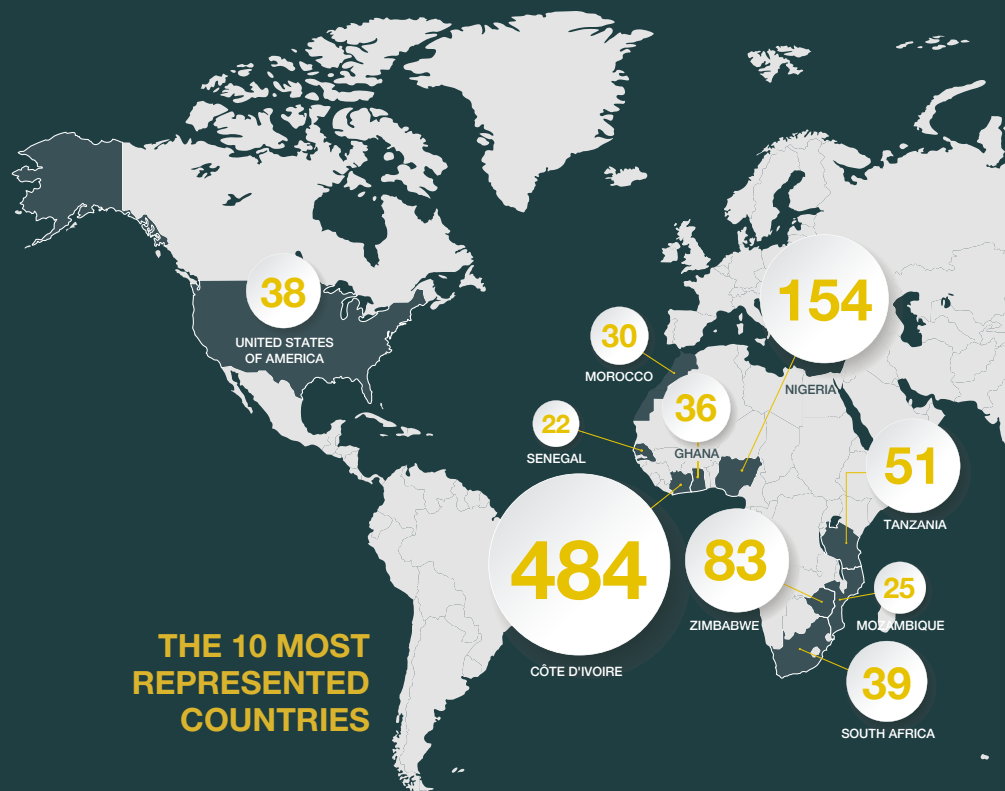 38
UNITED STATES
OF AMERICA
154
NIGERIA
30
MOROCCO
36
GHANA
22
SENEGAL
51
TANZANIA
484
CÔTE D'IVOIRE
83
ZIMBABWE
25
MOZAMBIQUE
39
SOUTH AFRICA
THE 10 MOST
REPRESENTED
COUNTRIES